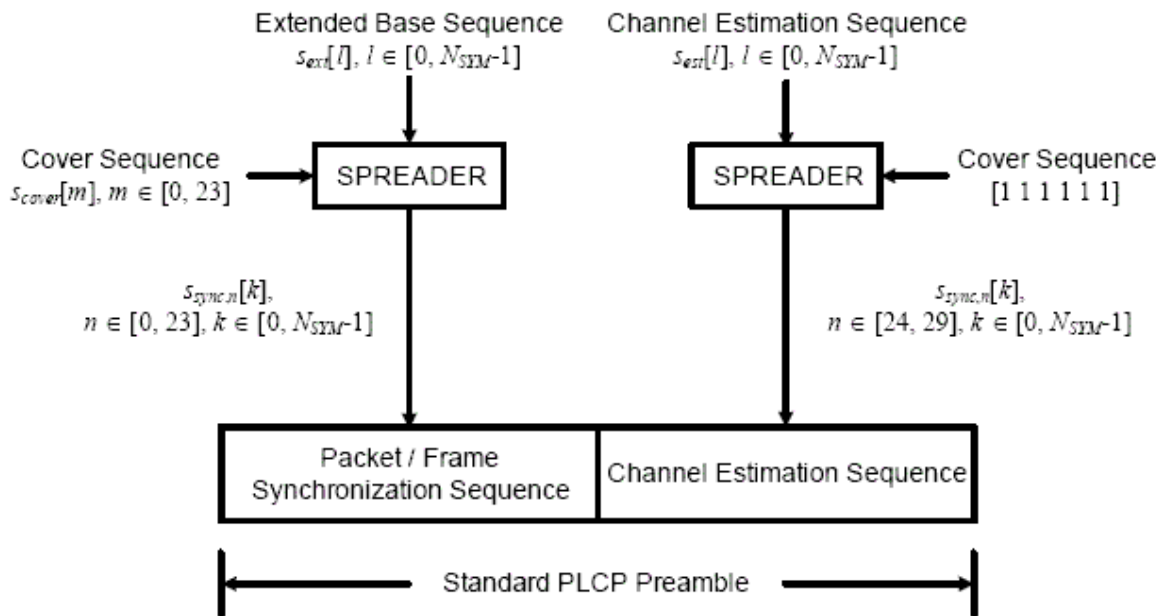 Extended Base Sequence
s_ext[l], l ∈ [0, N_SYM-1]
Channel Estimation Sequence
s_est[l], l ∈ [0, N_SYM-1]
Cover Sequence
s_cover[m], m ∈ [0, 23]
SPREADER
SPREADER
Cover Sequence
[1 1 1 1 1 1]
s_sync,n[k],
n ∈ [0, 23], k ∈ [0, N_SYM-1]
s_sync,n[k],
n ∈ [24, 29], k ∈ [0, N_SYM-1]
Packet / Frame
Synchronization Sequence
Channel Estimation Sequence
Standard PLCP Preamble